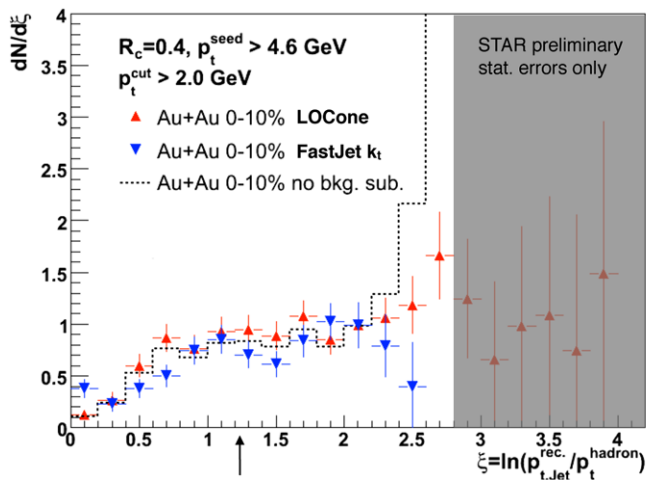 dN/dξ
4
3.5
3
2.5
2
1.5
1
0.5
0
R_c=0.4, p_t^seed > 4.6 GeV
p_t^cut > 2.0 GeV
Au+Au 0-10% LOCone
Au+Au 0-10% FastJet k_t
Au+Au 0-10% no bkg. sub.
STAR preliminary
stat. errors only
0 0.5 1 1.5 2 2.5 3 3.5 4
ξ=ln(p_t,Jet^rec./p_t^hadron)